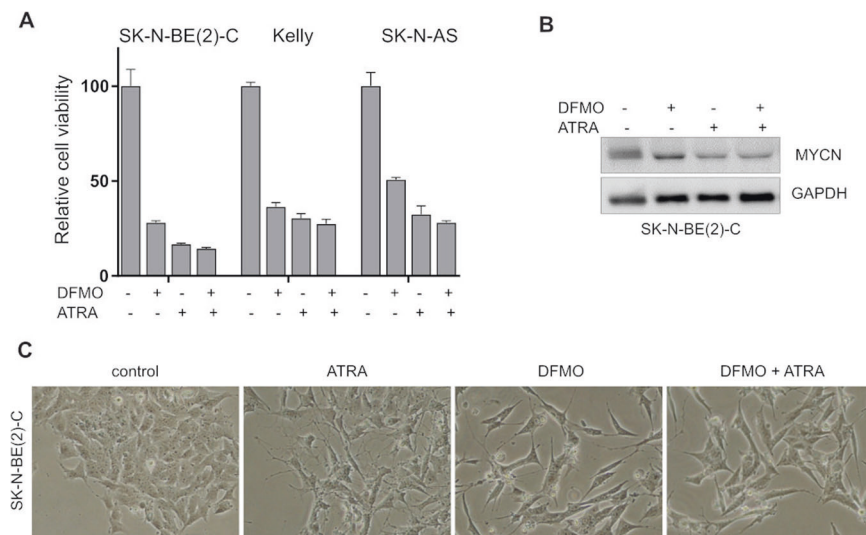 A
SK-N-BE(2)-C Kelly SK-N-AS
Relative cell viability
100
50
0
DFMO - + - + - + - + - + - +
ATRA - - + + - - + + - - + +
B
DFMO - + - +
ATRA - - + +
MYCN
GAPDH
SK-N-BE(2)-C
C
control ATRA DFMO DFMO + ATRA
SK-N-BE(2)-C